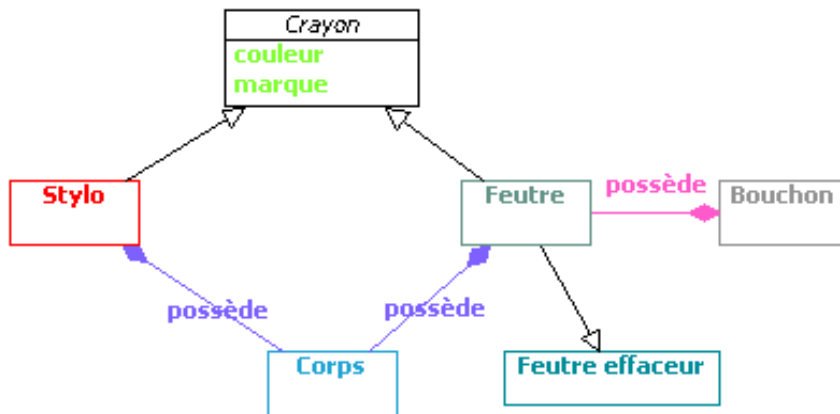 Crayon
couleur
marque
Stylo
Feutre
possède
Bouchon
possède
possède
Corps
Feutre effaceur